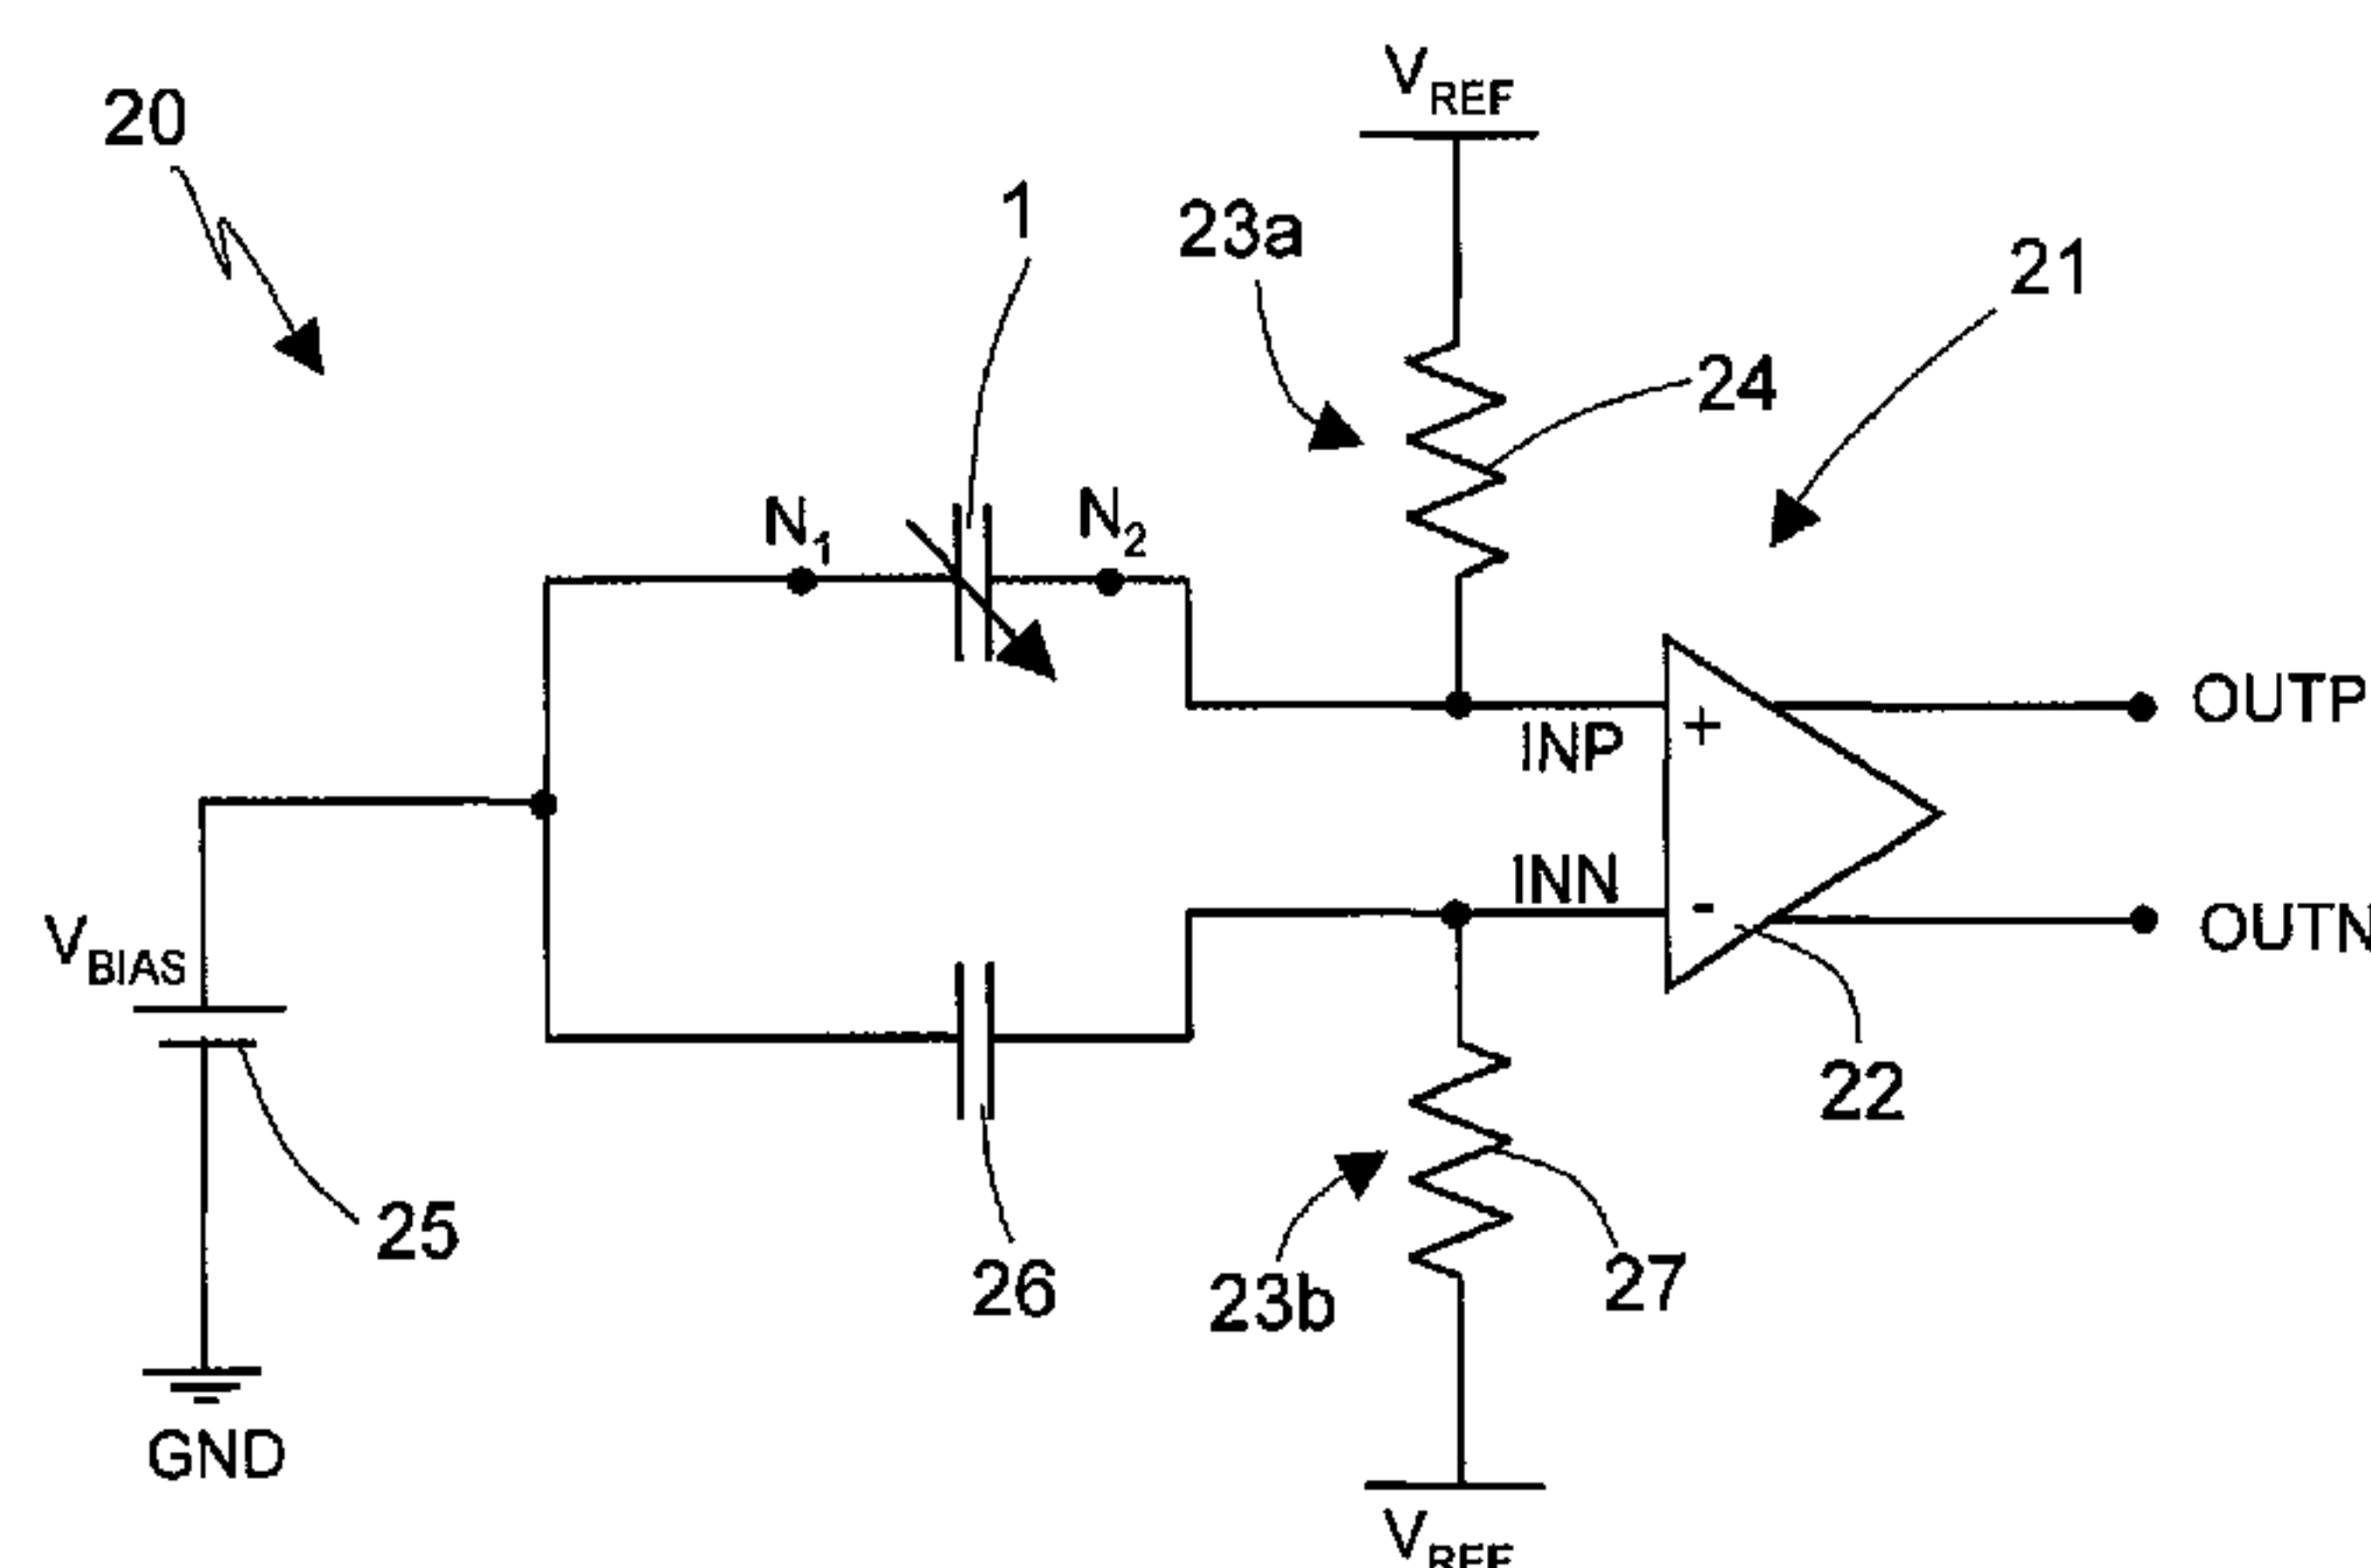 V_REF
20
1
23a
21
24
N_1
N_2
OUTP
+
INP
INN
-
OUTN
V_BIAS
22
25
26
23b
27
GND
V_REF